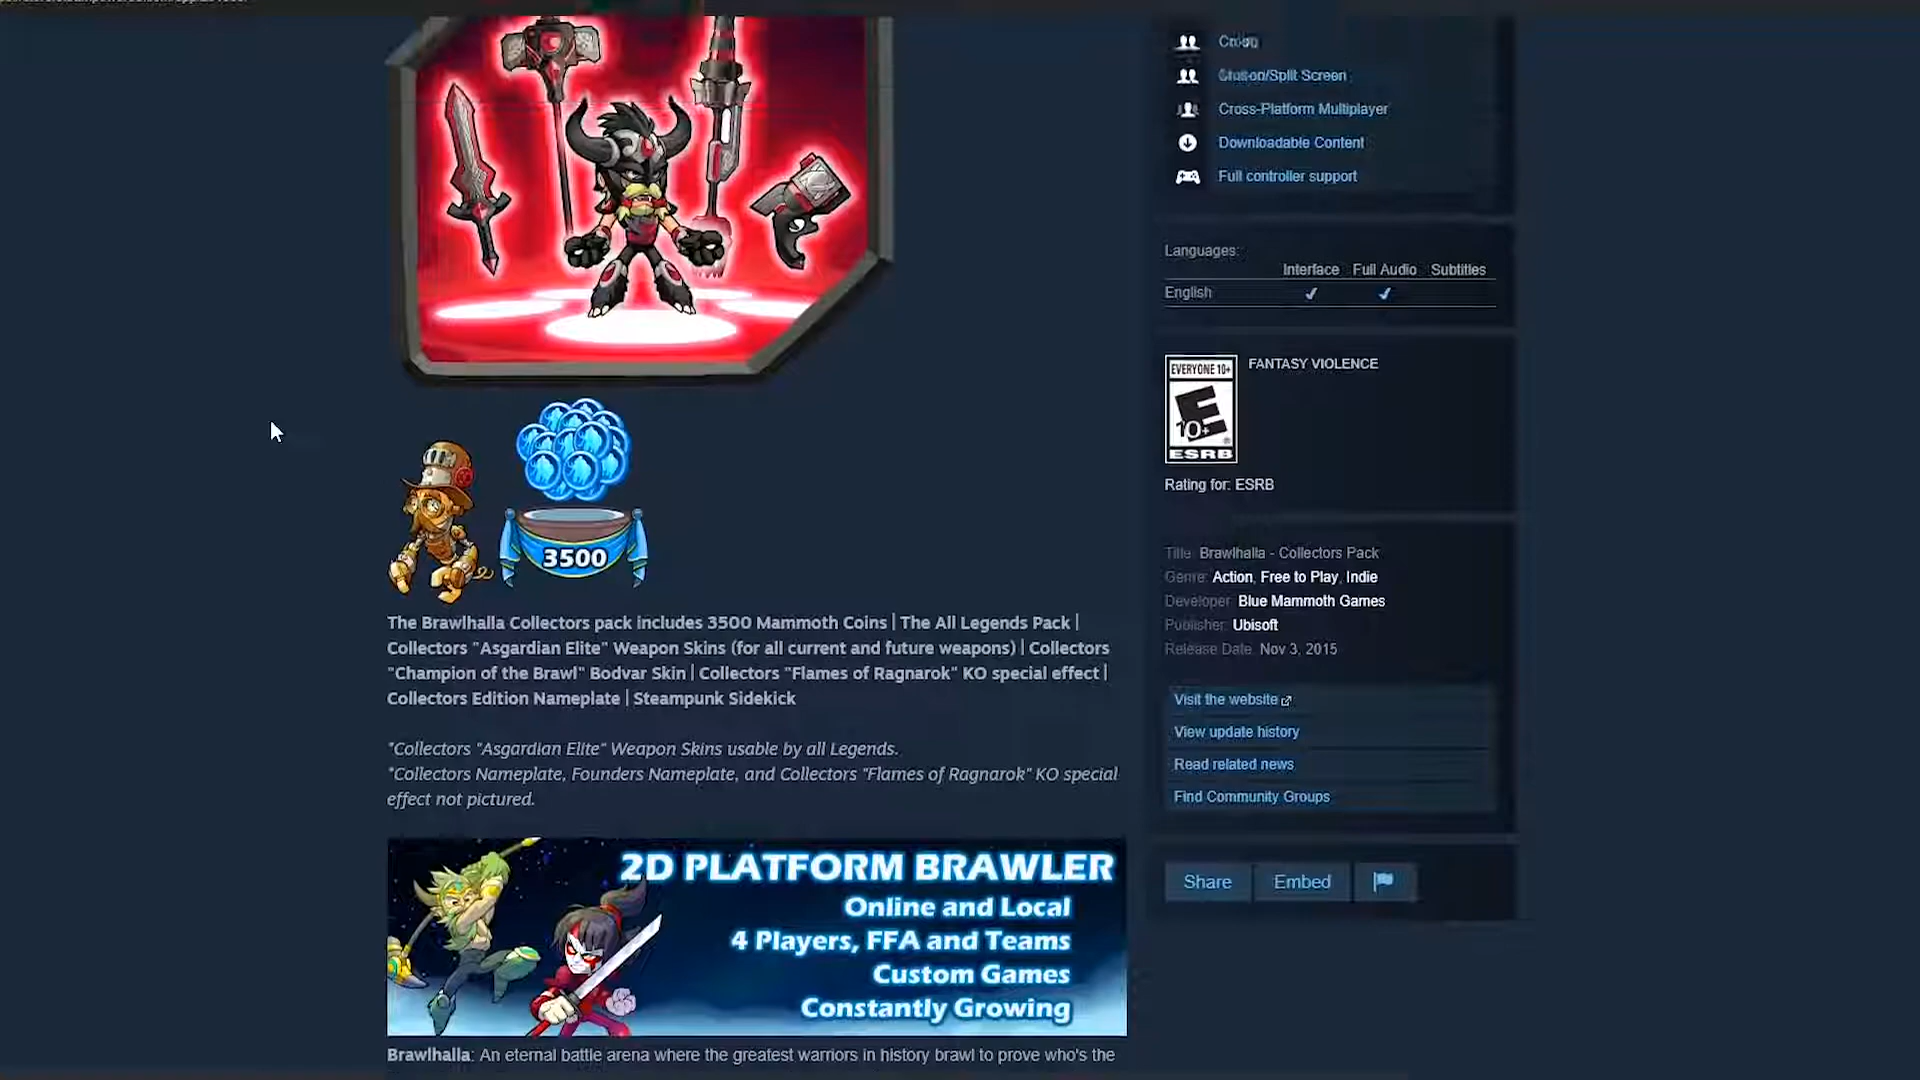 Cross-Platform Multiplayer
Downloadable Content
Full controller support
Languages:
Interface Full Audio Subtitles
English ✔ ✔
EVERYONE 10+
E
10+
®
ESRB
FANTASY VIOLENCE
Rating for: ESRB
Title: Brawlhalla - Collectors Pack
Genre: Action, Free to Play, Indie
Developer: Blue Mammoth Games
Publisher: Ubisoft
Release Date: Nov 3, 2015
Visit the website
View update history
Read related news
Find Community Groups
Share Embed
3500
The Brawlhalla Collectors pack includes 3500 Mammoth Coins | The All Legends Pack |
Collectors "Asgardian Elite" Weapon Skins (for all current and future weapons) | Collectors
"Champion of the Brawl" Bodvar Skin | Collectors "Flames of Ragnarok" KO special effect |
Collectors Edition Nameplate | Steampunk Sidekick
*Collectors "Asgardian Elite" Weapon Skins usable by all Legends.
*Collectors Nameplate, Founders Nameplate, and Collectors "Flames of Ragnarok" KO special
effect not pictured.
2D PLATFORM BRAWLER
Online and Local
4 Players, FFA and Teams
Custom Games
Constantly Growing
Brawlhalla: An eternal battle arena where the greatest warriors in history brawl to prove who's the